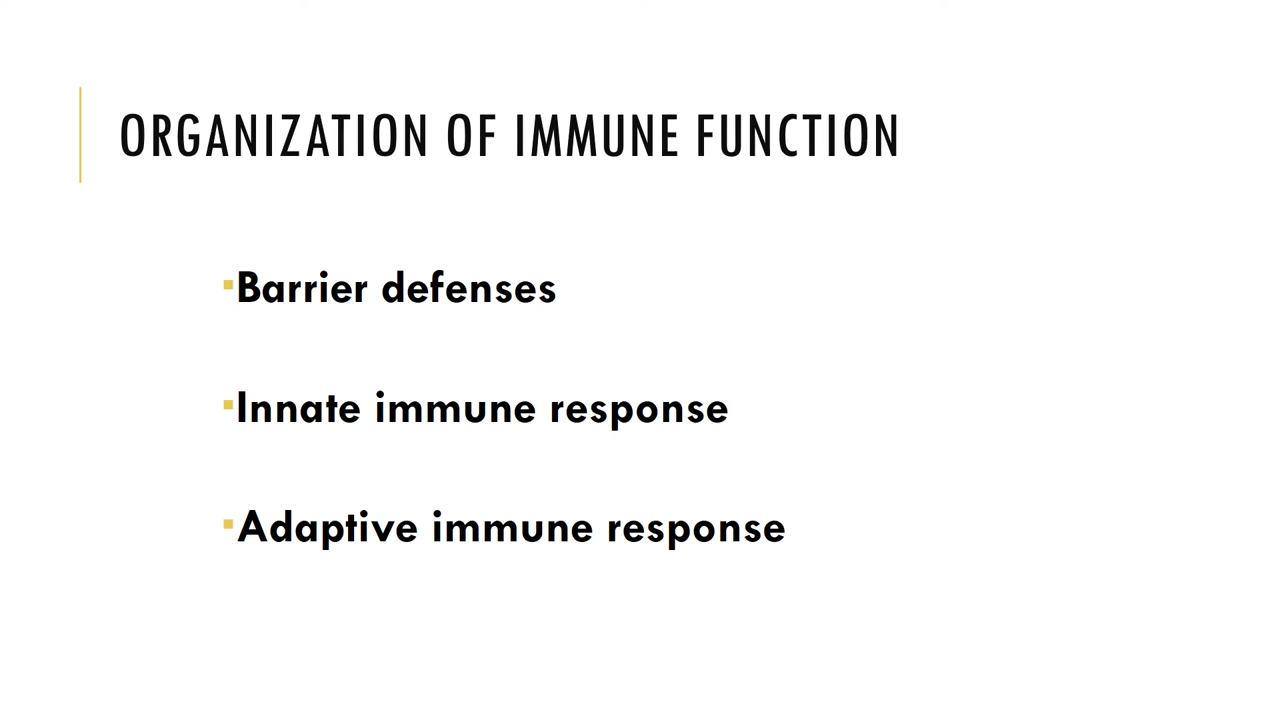 ORGANIZATION OF IMMUNE FUNCTION
▪Barrier defenses
▪Innate immune response
▪Adaptive immune response